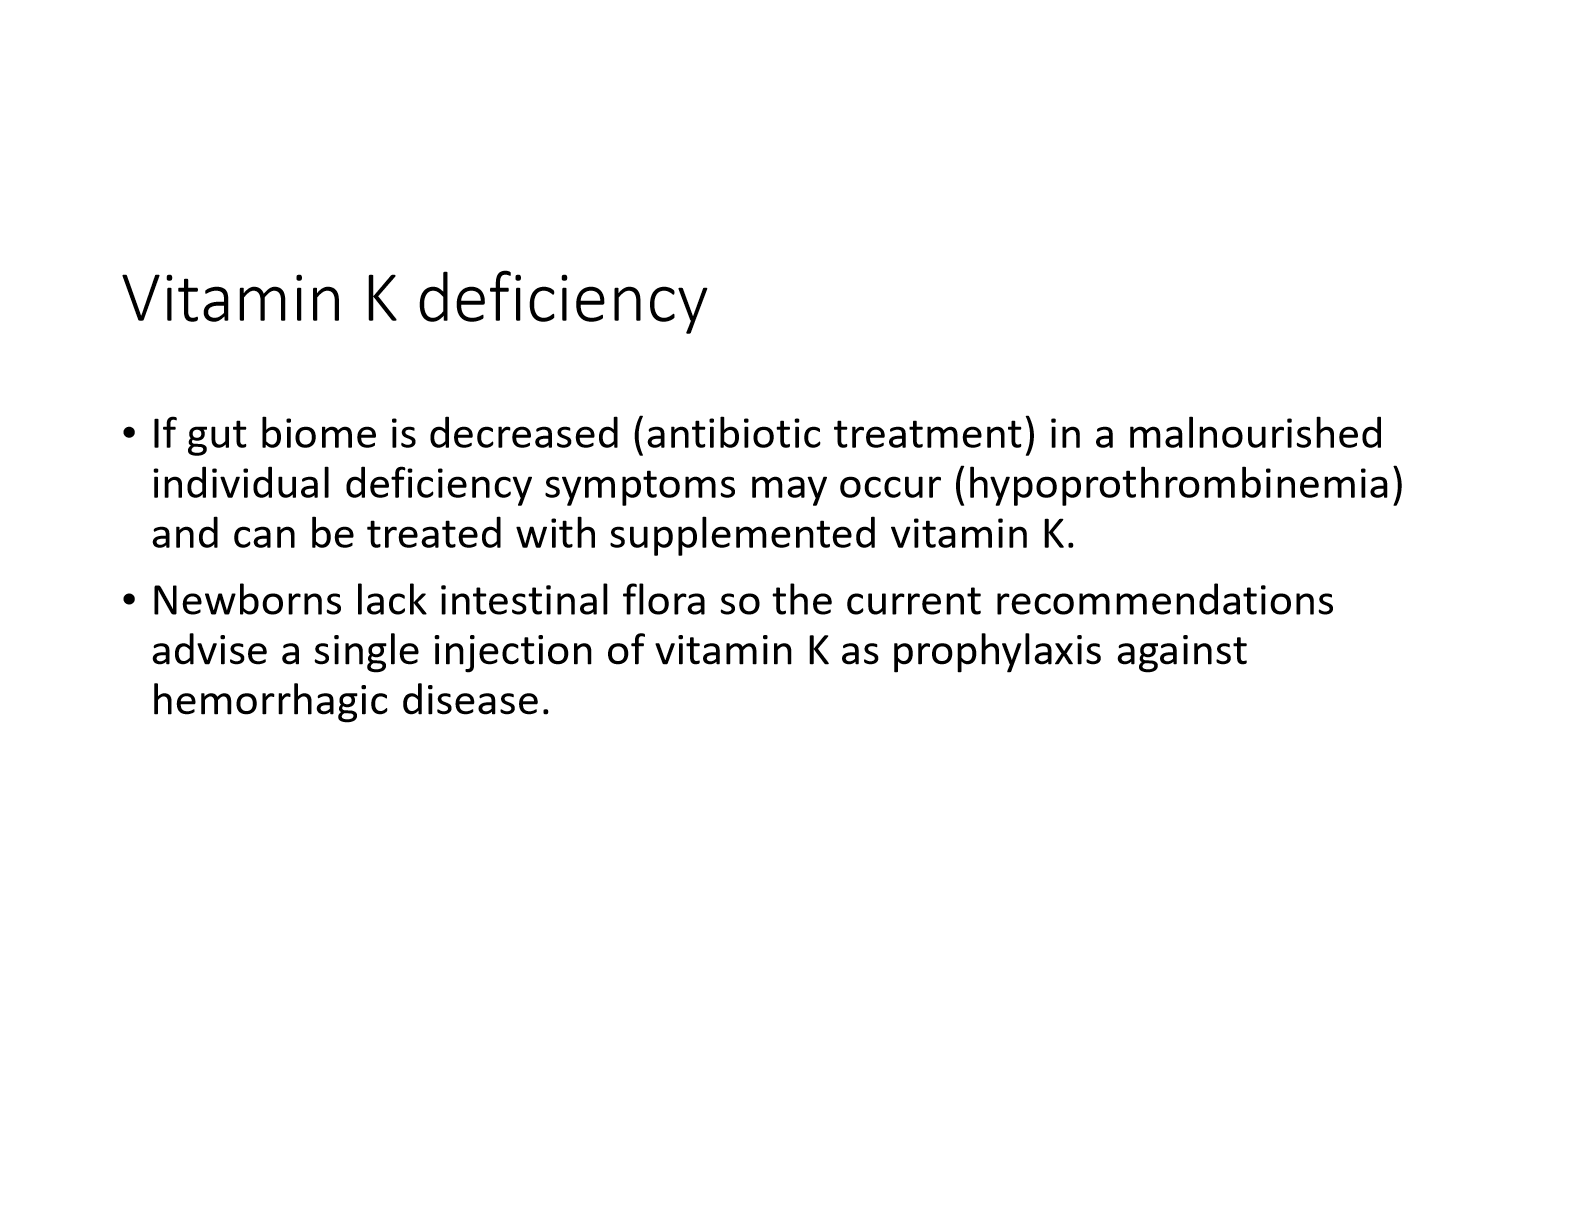 Vitamin K deficiency
• If gut biome is decreased (antibiotic treatment) in a malnourished
individual deficiency symptoms may occur (hypoprothrombinemia)
and can be treated with supplemented vitamin K.
• Newborns lack intestinal flora so the current recommendations
advise a single injection of vitamin K as prophylaxis against
hemorrhagic disease.